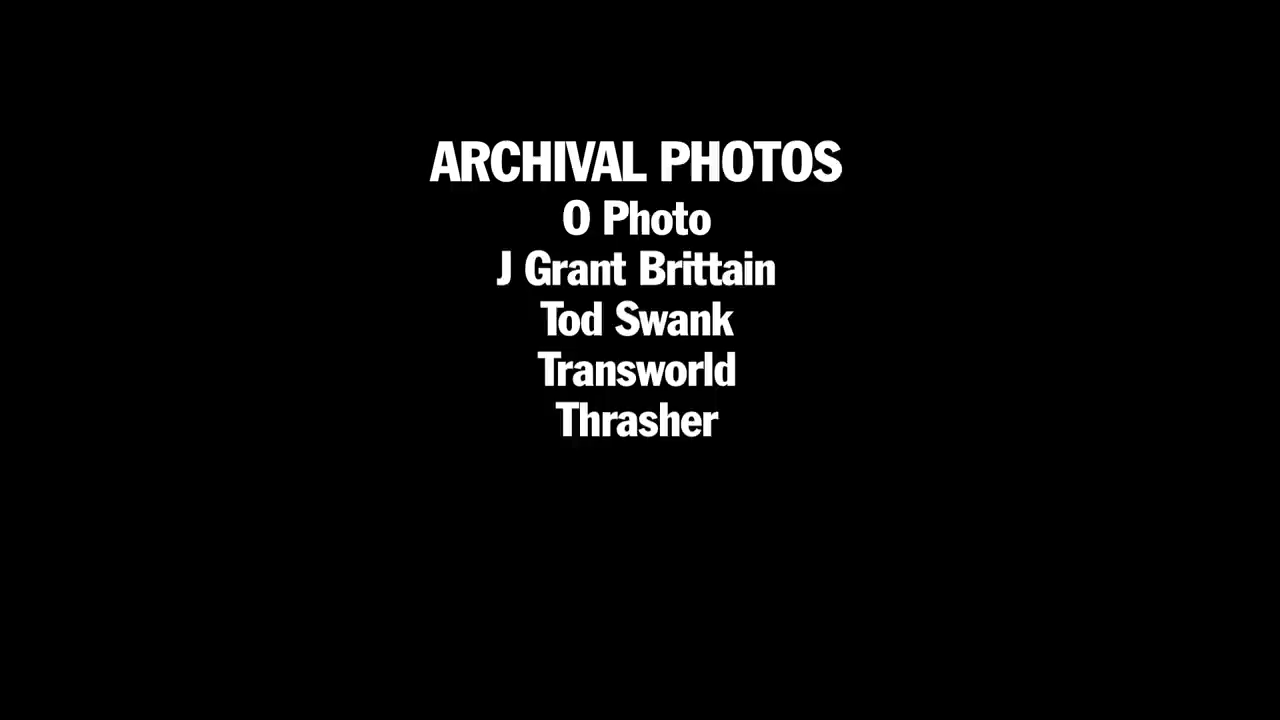 ARCHIVAL PHOTOS
O Photo
J Grant Brittain
Tod Swank
Transworld
Thrasher